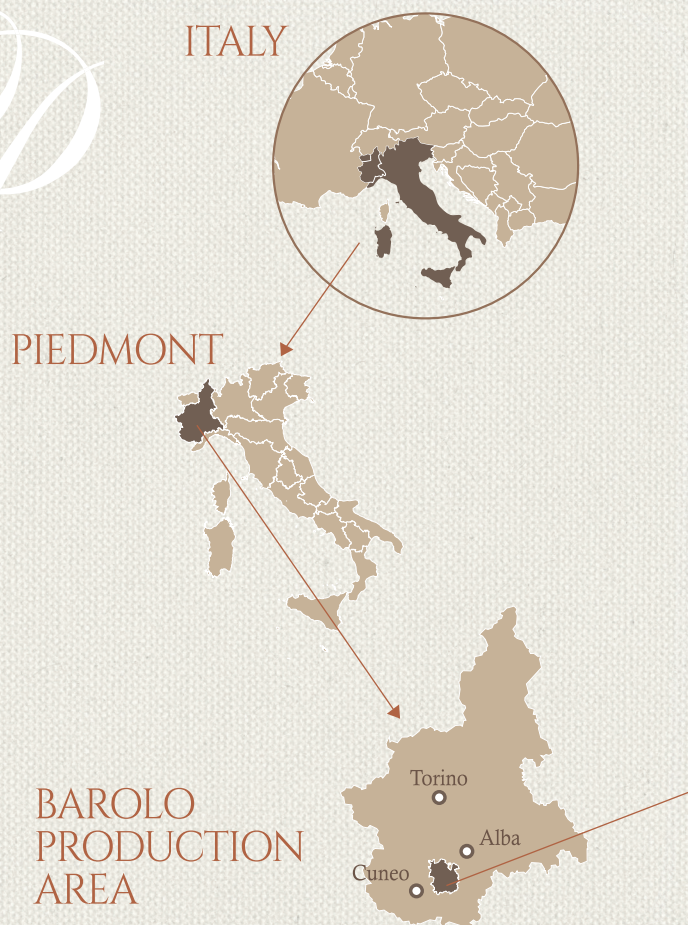 ITALY
PIEDMONT
Torino
Alba
Cuneo
BAROLO
PRODUCTION
AREA